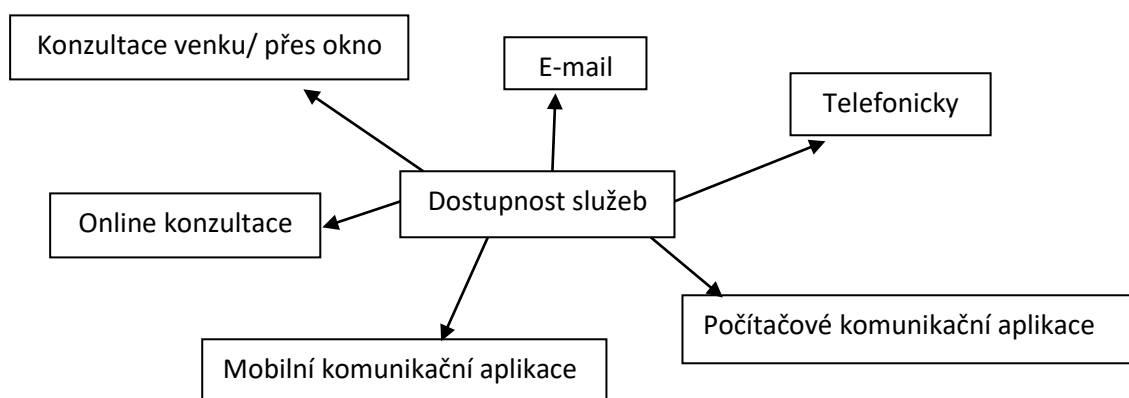 Konzultace venku/ přes okno
E-mail
Telefonicky
Dostupnost služeb
Online konzultace
Počítačové komunikační aplikace
Mobilní komunikační aplikace